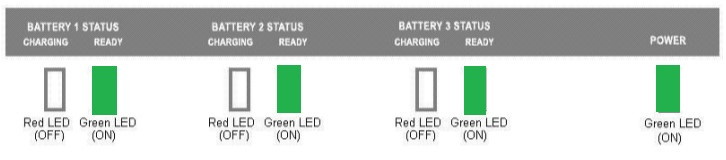 BATTERY 1 STATUS BATTERY 2 STATUS BATTERY 3 STATUS
CHARGING READY CHARGING READY CHARGING READY POWER
Red LED Green LED Red LED Green LED Red LED Green LED Green LED
(OFF) (ON) (OFF) (ON) (OFF) (ON) (ON)